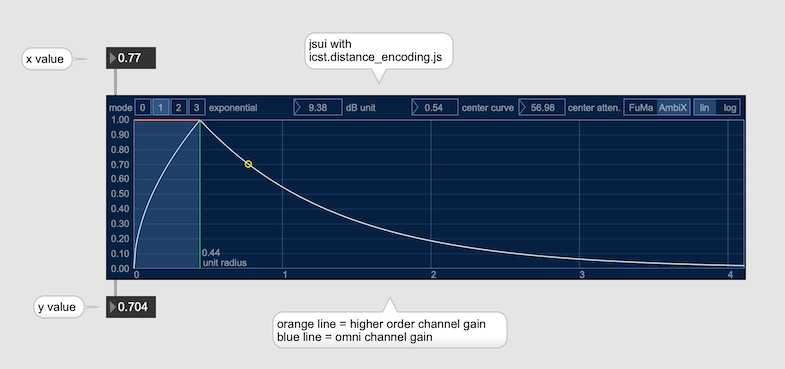 jsui with
icst.distance_encoding.js
x value
0.77
mode 0 1 2 3 exponential 9.38 dB unit 0.54 center curve 56.98 center atten. FuMa AmbiX lin log
1.00
0.90
0.80
0.70
0.60
0.50
0.40
0.30
0.20
0.10
0.00
0.44
unit radius
0 1 2 3 4
y value
0.704
orange line = higher order channel gain
blue line = omni channel gain